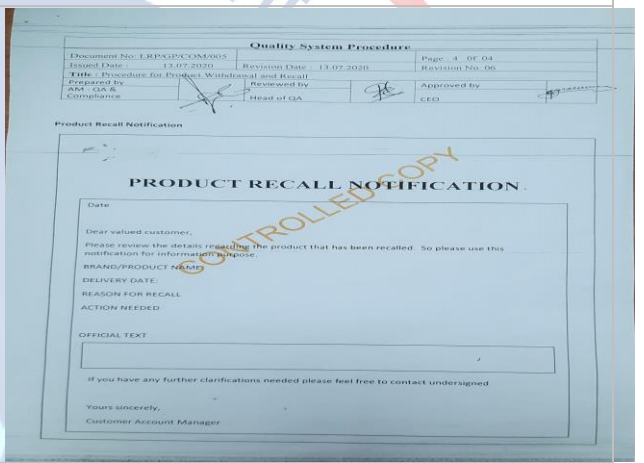 Quality System Procedure
Document No: LRP/GP/COM/005
Page : 4 OF 04
Issued Date : 13.07.2020
Revision Date : 13.07.2020
Revision No. 06
Title : Procedure for Product Withdrawal and Recall
Prepared by
Reviewed by
Approved by
AM - QA & Compliance
Head of QA
CEO
Product Recall Notification
PRODUCT RECALL NOTIFICATION
CONTROLLED COPY
Date
Dear valued customer,
Please review the details regarding the product that has been recalled. So please use this
notification for information purpose.
BRAND/PRODUCT NAME:
DELIVERY DATE:
REASON FOR RECALL
ACTION NEEDED
OFFICIAL TEXT
If you have any further clarifications needed please feel free to contact undersigned
Yours sincerely,
Customer Account Manager